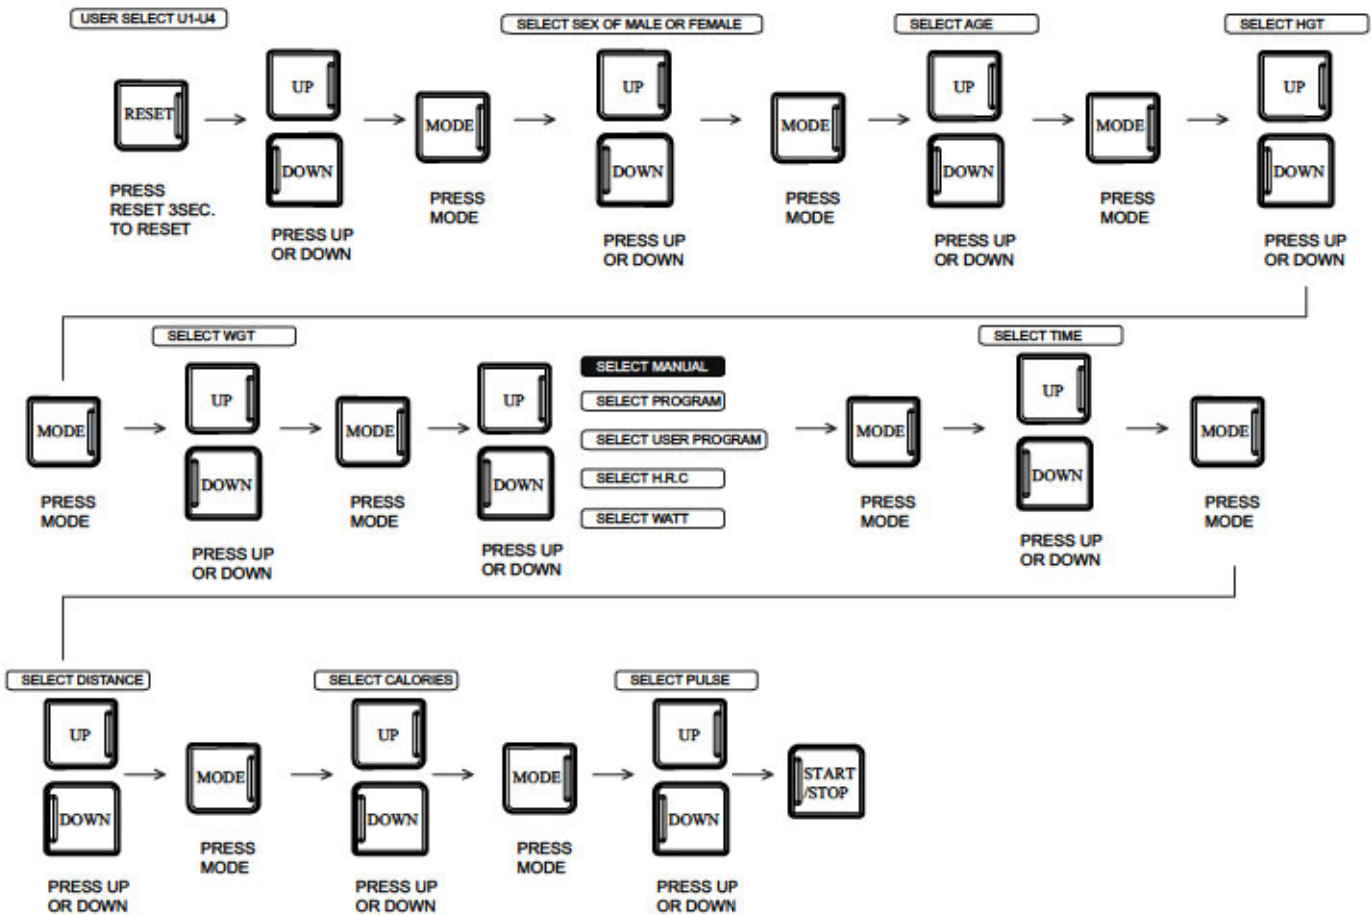 USER SELECT U1-U4
SELECT SEX OF MALE OR FEMALE
SELECT AGE
SELECT HGT
RESET
UP
DOWN
MODE
UP
DOWN
MODE
UP
DOWN
MODE
UP
DOWN
PRESS
RESET 3SEC.
TO RESET
PRESS UP
OR DOWN
PRESS
MODE
PRESS UP
OR DOWN
PRESS
MODE
PRESS UP
OR DOWN
PRESS
MODE
PRESS UP
OR DOWN
SELECT WGT
SELECT TIME
MODE
UP
DOWN
MODE
UP
DOWN
SELECT MANUAL
SELECT PROGRAM
SELECT USER PROGRAM
SELECT H.R.C
SELECT WATT
MODE
UP
DOWN
MODE
PRESS
MODE
PRESS UP
OR DOWN
PRESS
MODE
PRESS UP
OR DOWN
PRESS
MODE
PRESS UP
OR DOWN
PRESS
MODE
SELECT DISTANCE
SELECT CALORIES
SELECT PULSE
UP
DOWN
MODE
UP
DOWN
MODE
UP
DOWN
START
/STOP
PRESS UP
OR DOWN
PRESS
MODE
PRESS UP
OR DOWN
PRESS
MODE
PRESS UP
OR DOWN